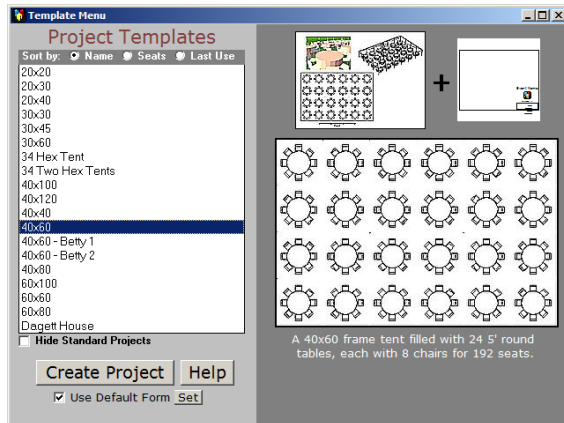 Template Menu
Project Templates
Sort by: Name Seats Last Use
20x20
20x30
20x40
30x30
30x45
30x60
34 Hex Tent
34 Two Hex Tents
40x100
40x120
40x40
40x60
40x60 - Betty 1
40x60 - Betty 2
40x80
60x100
60x60
60x80
Dagett House
Hide Standard Projects
Create Project Help
Use Default Form Set
+
A 40x60 frame tent filled with 24 5' round
tables, each with 8 chairs for 192 seats.